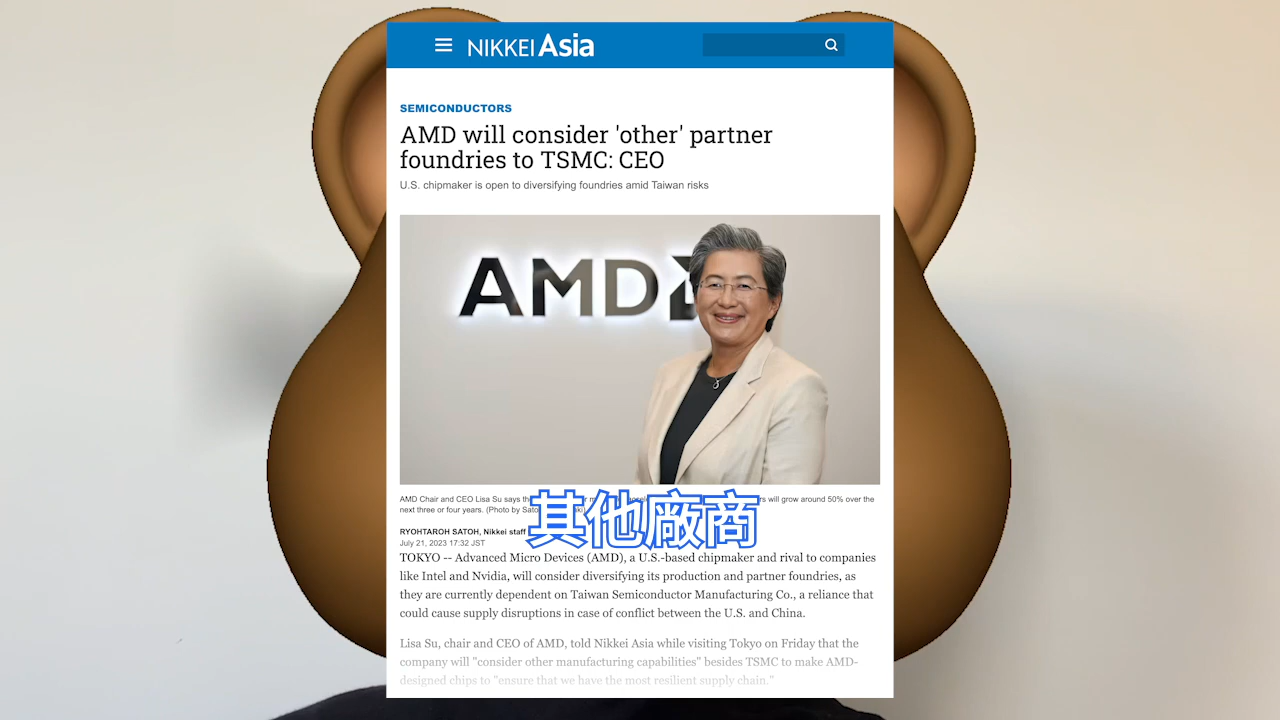 NIKKEI Asia
SEMICONDUCTORS
AMD will consider 'other' partner
foundries to TSMC: CEO
U.S. chipmaker is open to diversifying foundries amid Taiwan risks
AMD
AMD Chair and CEO Lisa Su says the
will grow around 50% over the
next three or four years. (Photo by
其他廠商
RYOHTAROH SATOH, Nikkei staff
July 21, 2023 17:32 JST
TOKYO -- Advanced Micro Devices (AMD), a U.S.-based chipmaker and rival to companies
like Intel and Nvidia, will consider diversifying its production and partner foundries, as
they are currently dependent on Taiwan Semiconductor Manufacturing Co., a reliance that
could cause supply disruptions in case of conflict between the U.S. and China.
Lisa Su, chair and CEO of AMD, told Nikkei Asia while visiting Tokyo on Friday that the
company will "consider other manufacturing capabilities" besides TSMC to make AMD-
designed chips to "ensure that we have the most resilient supply chain."